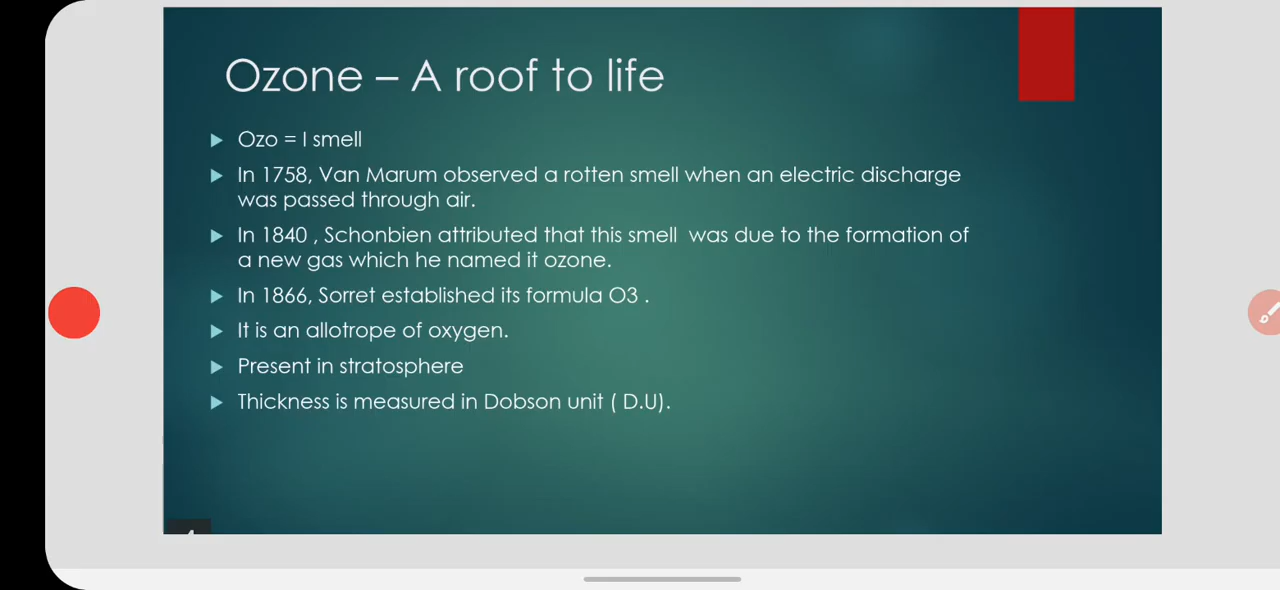 Ozone – A roof to life
Ozo = I smell
In 1758, Van Marum observed a rotten smell when an electric discharge
was passed through air.
In 1840 , Schonbien attributed that this smell  was due to the formation of
a new gas which he named it ozone.
In 1866, Sorret established its formula O3 .
It is an allotrope of oxygen.
Present in stratosphere
Thickness is measured in Dobson unit ( D.U).